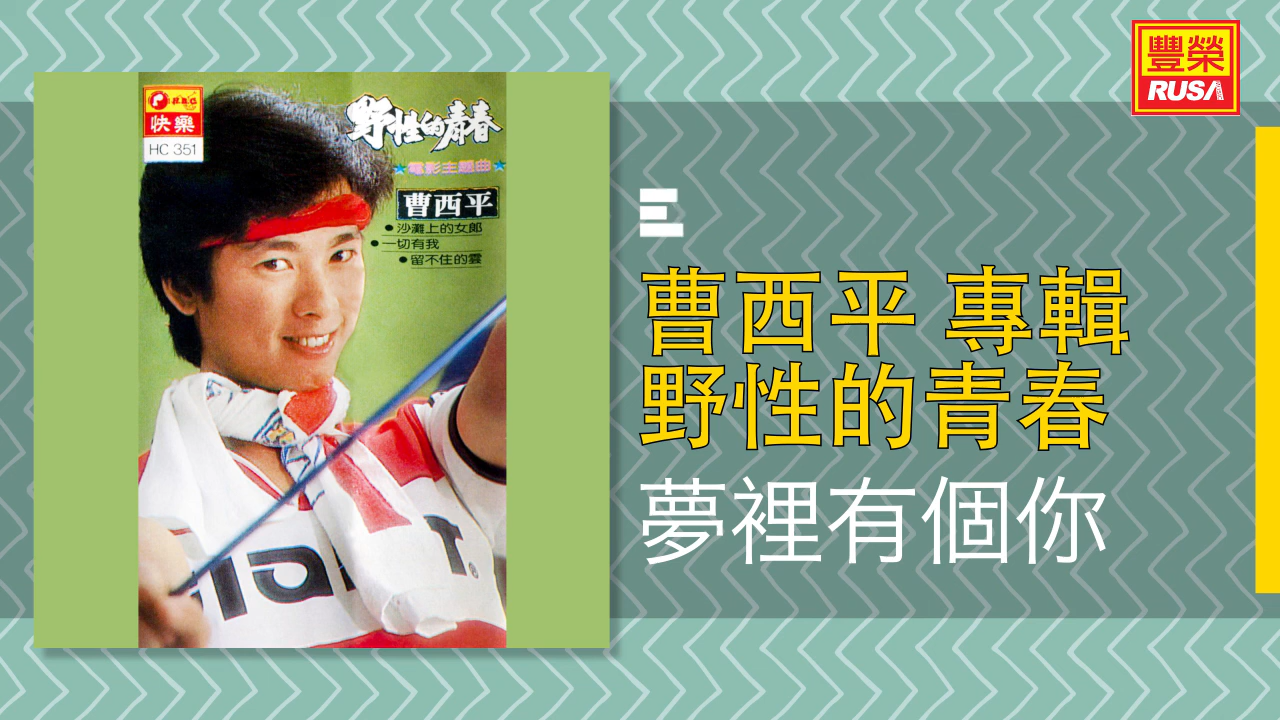 豐榮
RUSA
快樂
HC 351
野性的青春
★電影主題曲★
曹西平
●沙灘上的女郎
●一切有我
●留不住的雲
曹西平 專輯
野性的青春
夢裡有個你